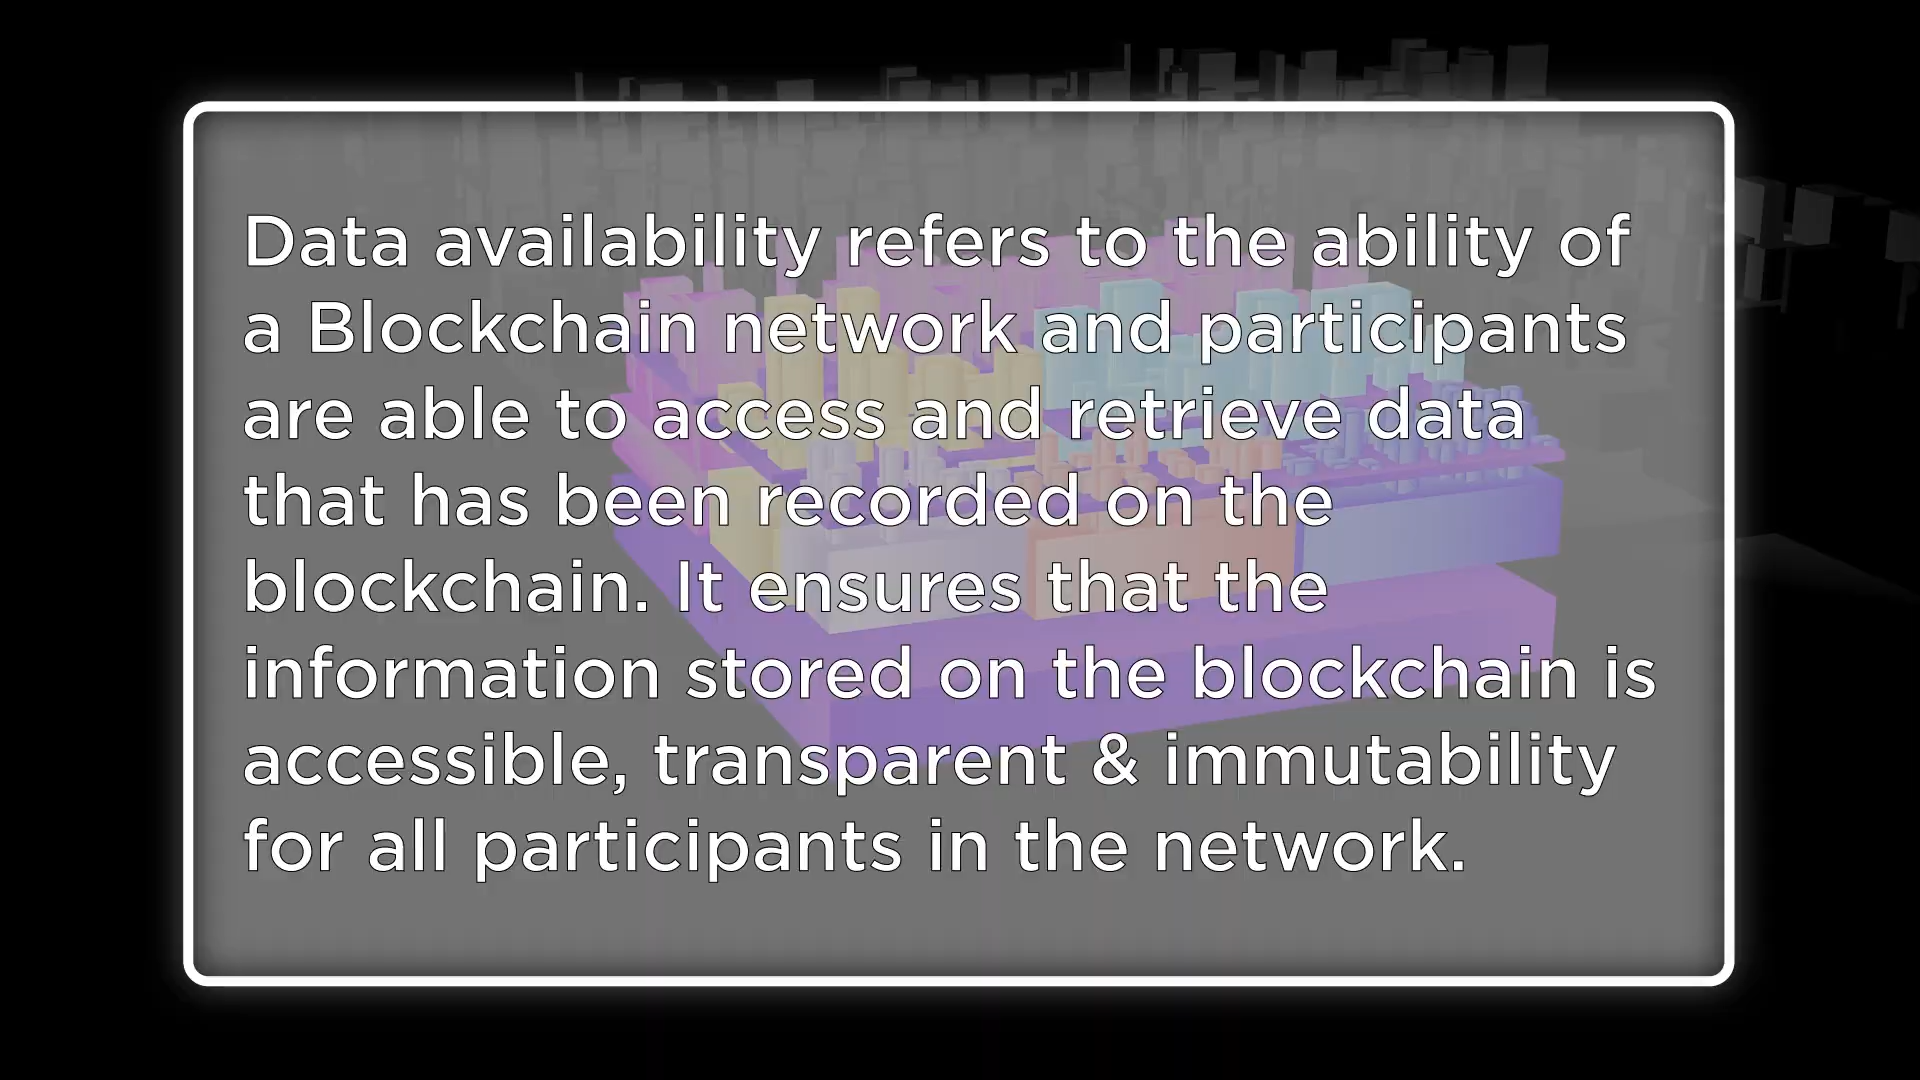 Data availability refers to the ability of
a Blockchain network and participants
are able to access and retrieve data
that has been recorded on the
blockchain. It ensures that the
information stored on the blockchain is
accessible, transparent & immutability
for all participants in the network.